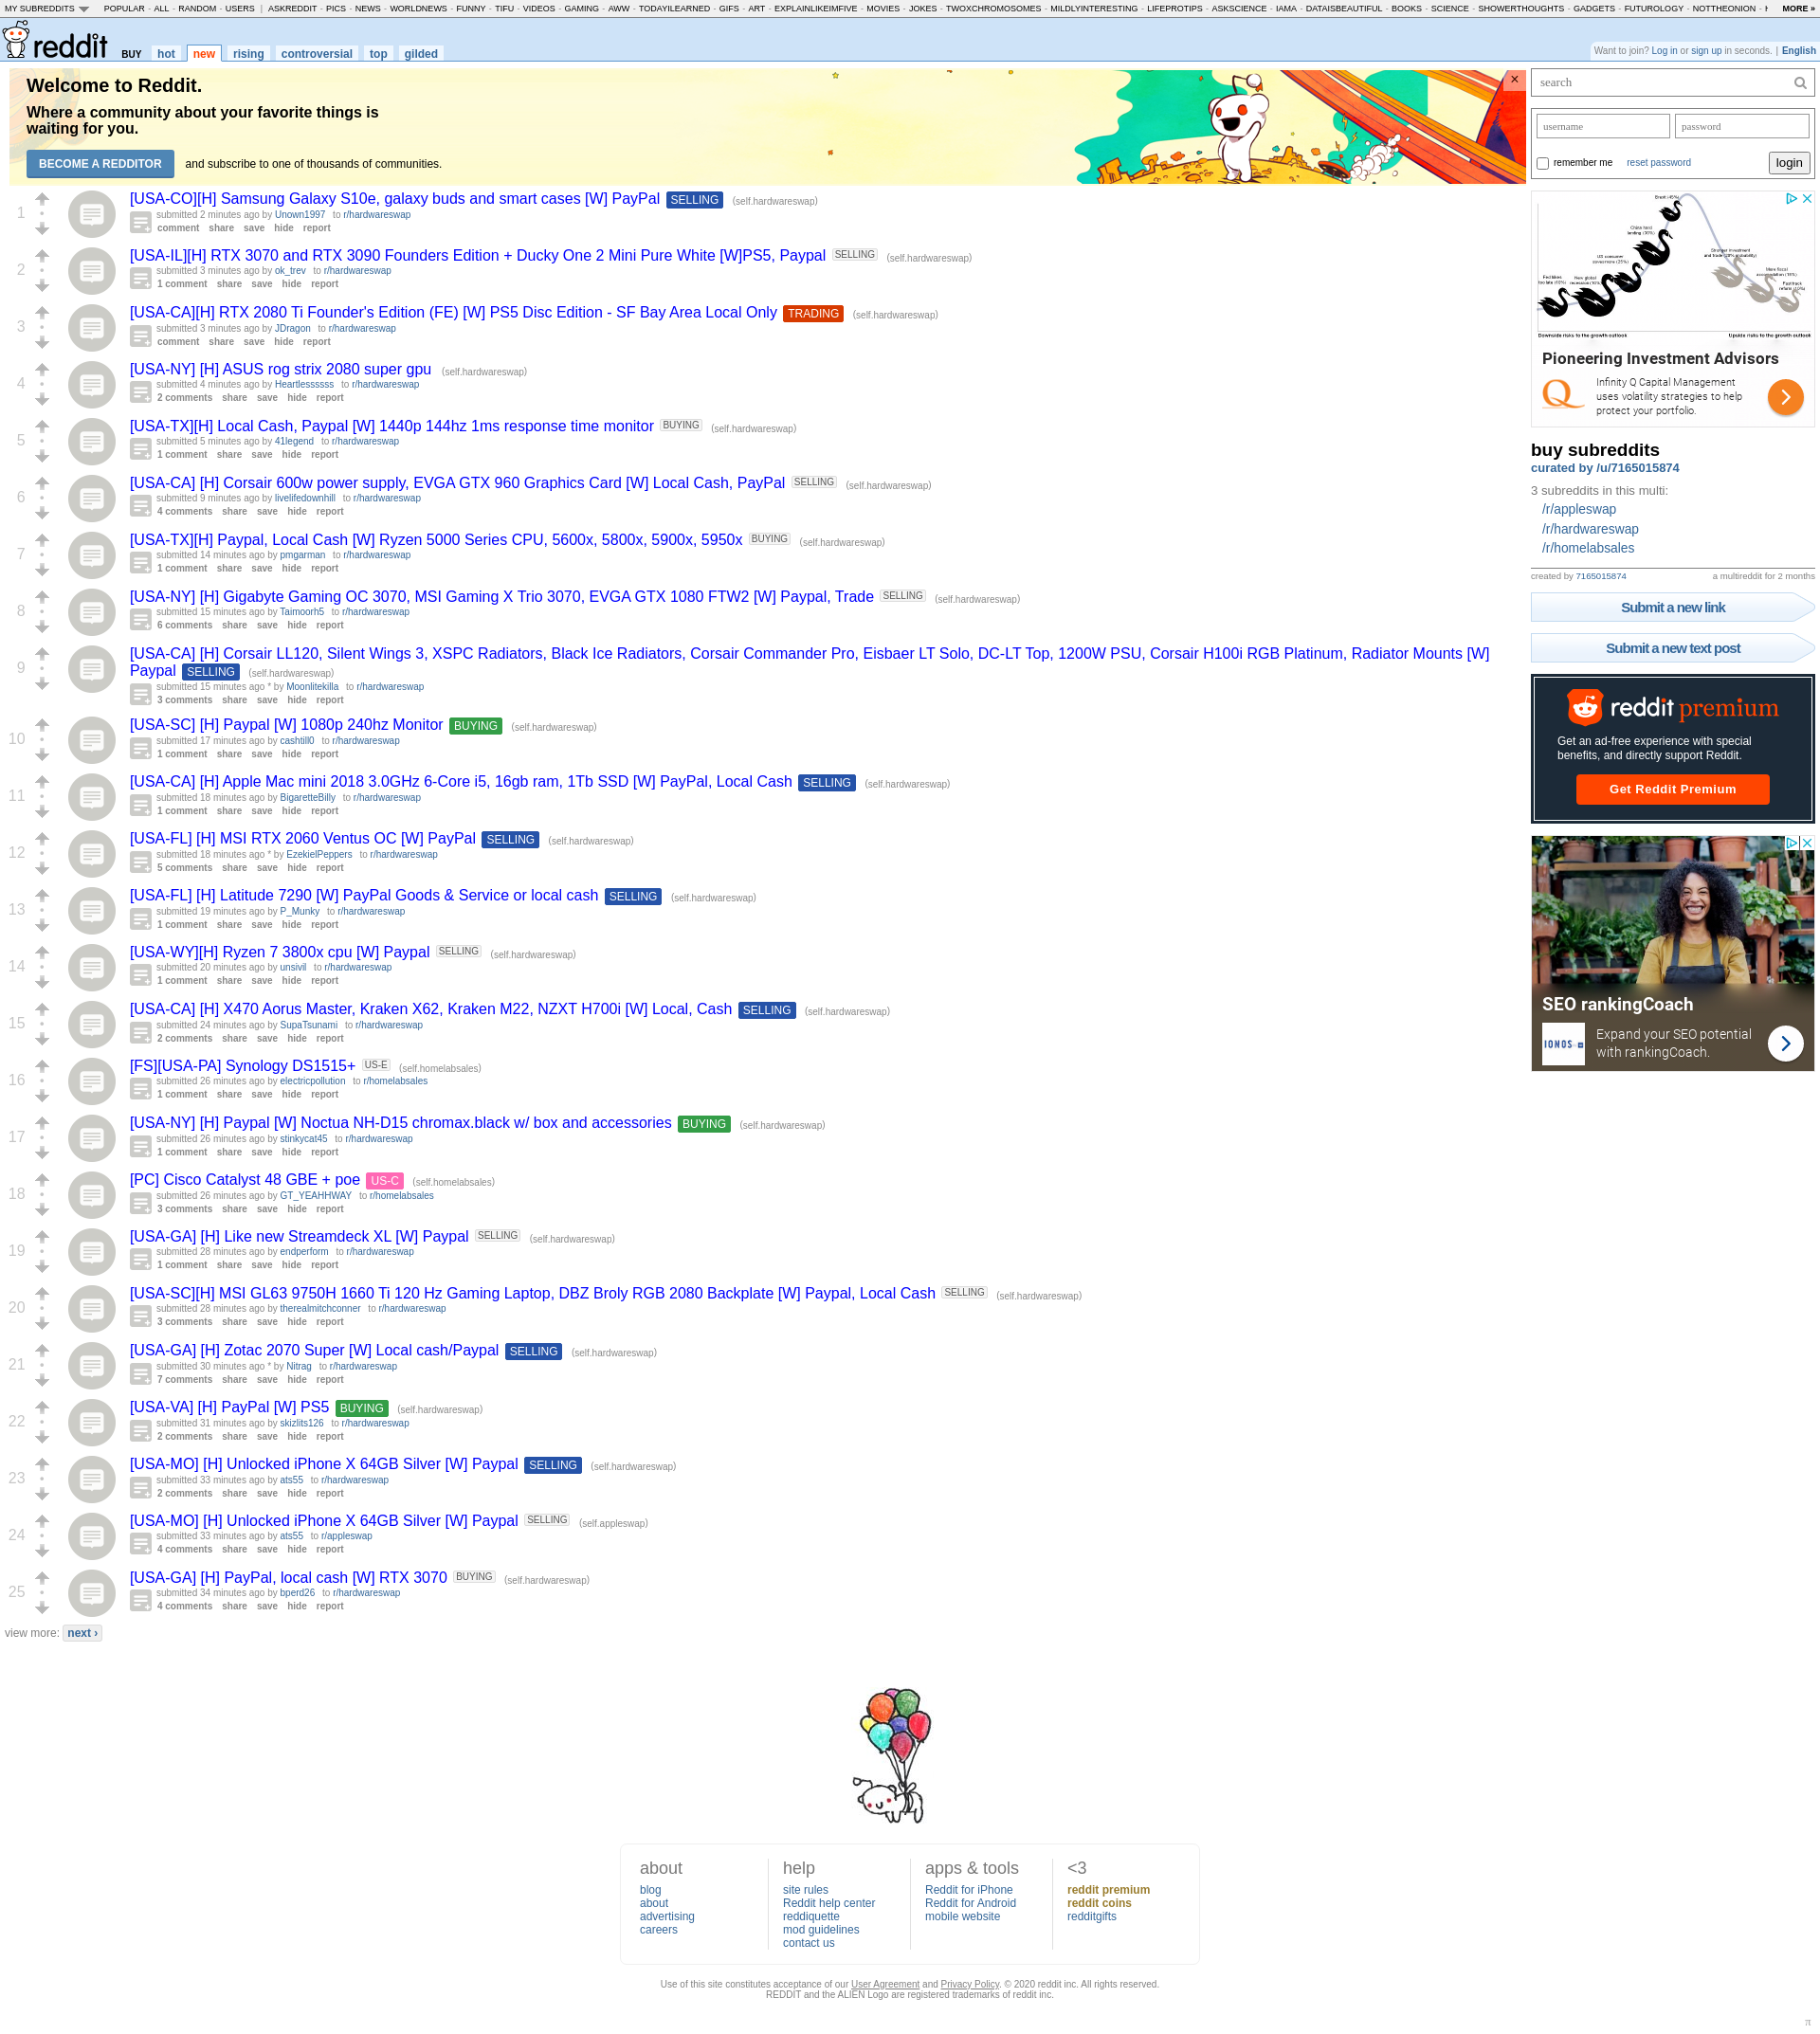 MY SUBREDDITS POPULAR - ALL - RANDOM - USERS | ASKREDDIT - PICS - NEWS - WORLDNEWS - FUNNY - TIFU - VIDEOS - GAMING - AWW - TODAYILEARNED - GIFS - ART - EXPLAINLIKEIMFIVE - MOVIES - JOKES - TWOXCHROMOSOMES - MILDLYINTERESTING - LIFEPROTIPS - ASKSCIENCE - IAMA - DATAISBEAUTIFUL - BOOKS - SCIENCE - SHOWERTHOUGHTS - GADGETS - FUTUROLOGY - NOTTHEONION - MORE »
reddit BUY hot new rising controversial top gilded
Want to join? Log in or sign up in seconds. | English
Welcome to Reddit.
Where a community about your favorite things is
waiting for you.
BECOME A REDDITOR and subscribe to one of thousands of communities.
1
[USA-CO][H] Samsung Galaxy S10e, galaxy buds and smart cases [W] PayPal SELLING (self.hardwareswap)
submitted 2 minutes ago by Unown1997 to r/hardwareswap
comment share save hide report
2
[USA-IL][H] RTX 3070 and RTX 3090 Founders Edition + Ducky One 2 Mini Pure White [W]PS5, Paypal SELLING (self.hardwareswap)
submitted 3 minutes ago by ok_trev to r/hardwareswap
1 comment share save hide report
3
[USA-CA][H] RTX 2080 Ti Founder's Edition (FE) [W] PS5 Disc Edition - SF Bay Area Local Only TRADING (self.hardwareswap)
submitted 3 minutes ago by JDragon to r/hardwareswap
comment share save hide report
4
[USA-NY] [H] ASUS rog strix 2080 super gpu (self.hardwareswap)
submitted 4 minutes ago by Heartlessssss to r/hardwareswap
2 comments share save hide report
5
[USA-TX][H] Local Cash, Paypal [W] 1440p 144hz 1ms response time monitor BUYING (self.hardwareswap)
submitted 5 minutes ago by 41legend to r/hardwareswap
1 comment share save hide report
6
[USA-CA] [H] Corsair 600w power supply, EVGA GTX 960 Graphics Card [W] Local Cash, PayPal SELLING (self.hardwareswap)
submitted 9 minutes ago by livelifedownhill to r/hardwareswap
4 comments share save hide report
7
[USA-TX][H] Paypal, Local Cash [W] Ryzen 5000 Series CPU, 5600x, 5800x, 5900x, 5950x BUYING (self.hardwareswap)
submitted 14 minutes ago by pmgarman to r/hardwareswap
1 comment share save hide report
8
[USA-NY] [H] Gigabyte Gaming OC 3070, MSI Gaming X Trio 3070, EVGA GTX 1080 FTW2 [W] Paypal, Trade SELLING (self.hardwareswap)
submitted 15 minutes ago by Taimoorh5 to r/hardwareswap
6 comments share save hide report
9
[USA-CA] [H] Corsair LL120, Silent Wings 3, XSPC Radiators, Black Ice Radiators, Corsair Commander Pro, Eisbaer LT Solo, DC-LT Top, 1200W PSU, Corsair H100i RGB Platinum, Radiator Mounts [W]
Paypal SELLING (self.hardwareswap)
submitted 15 minutes ago * by Moonlitekilla to r/hardwareswap
3 comments share save hide report
10
[USA-SC] [H] Paypal [W] 1080p 240hz Monitor BUYING (self.hardwareswap)
submitted 17 minutes ago by cashtill0 to r/hardwareswap
1 comment share save hide report
11
[USA-CA] [H] Apple Mac mini 2018 3.0GHz 6-Core i5, 16gb ram, 1Tb SSD [W] PayPal, Local Cash SELLING (self.hardwareswap)
submitted 18 minutes ago by BigaretteBilly to r/hardwareswap
1 comment share save hide report
12
[USA-FL] [H] MSI RTX 2060 Ventus OC [W] PayPal SELLING (self.hardwareswap)
submitted 18 minutes ago * by EzekielPeppers to r/hardwareswap
5 comments share save hide report
13
[USA-FL] [H] Latitude 7290 [W] PayPal Goods & Service or local cash SELLING (self.hardwareswap)
submitted 19 minutes ago by P_Munky to r/hardwareswap
1 comment share save hide report
14
[USA-WY][H] Ryzen 7 3800x cpu [W] Paypal SELLING (self.hardwareswap)
submitted 20 minutes ago by unsivil to r/hardwareswap
1 comment share save hide report
15
[USA-CA] [H] X470 Aorus Master, Kraken X62, Kraken M22, NZXT H700i [W] Local, Cash SELLING (self.hardwareswap)
submitted 24 minutes ago by SupaTsunami to r/hardwareswap
2 comments share save hide report
16
[FS][USA-PA] Synology DS1515+ US-E (self.homelabsales)
submitted 26 minutes ago by electricpollution to r/homelabsales
1 comment share save hide report
17
[USA-NY] [H] Paypal [W] Noctua NH-D15 chromax.black w/ box and accessories BUYING (self.hardwareswap)
submitted 26 minutes ago by stinkycat45 to r/hardwareswap
1 comment share save hide report
18
[PC] Cisco Catalyst 48 GBE + poe US-C (self.homelabsales)
submitted 26 minutes ago by GT_YEAHHWAY to r/homelabsales
3 comments share save hide report
19
[USA-GA] [H] Like new Streamdeck XL [W] Paypal SELLING (self.hardwareswap)
submitted 28 minutes ago by endperform to r/hardwareswap
1 comment share save hide report
20
[USA-SC][H] MSI GL63 9750H 1660 Ti 120 Hz Gaming Laptop, DBZ Broly RGB 2080 Backplate [W] Paypal, Local Cash SELLING (self.hardwareswap)
submitted 28 minutes ago by therealmitchconner to r/hardwareswap
3 comments share save hide report
21
[USA-GA] [H] Zotac 2070 Super [W] Local cash/Paypal SELLING (self.hardwareswap)
submitted 30 minutes ago * by Nitrag to r/hardwareswap
7 comments share save hide report
22
[USA-VA] [H] PayPal [W] PS5 BUYING (self.hardwareswap)
submitted 31 minutes ago by skizlits126 to r/hardwareswap
2 comments share save hide report
23
[USA-MO] [H] Unlocked iPhone X 64GB Silver [W] Paypal SELLING (self.hardwareswap)
submitted 33 minutes ago by ats55 to r/hardwareswap
2 comments share save hide report
24
[USA-MO] [H] Unlocked iPhone X 64GB Silver [W] Paypal SELLING (self.appleswap)
submitted 33 minutes ago by ats55 to r/appleswap
4 comments share save hide report
25
[USA-GA] [H] PayPal, local cash [W] RTX 3070 BUYING (self.hardwareswap)
submitted 34 minutes ago by bperd26 to r/hardwareswap
4 comments share save hide report
view more: next ›
search
username password
remember me reset password login
Downside risks to the growth outlook Upside risks to the growth outlook
Pioneering Investment Advisors
Infinity Q Capital Management
uses volatility strategies to help
protect your portfolio.
buy subreddits
curated by /u/7165015874
3 subreddits in this multi:
/r/appleswap
/r/hardwareswap
/r/homelabsales
created by 7165015874 a multireddit for 2 months
Submit a new link
Submit a new text post
reddit premium
Get an ad-free experience with special
benefits, and directly support Reddit.
Get Reddit Premium
SEO rankingCoach
IONOS
Expand your SEO potential
with rankingCoach.
about
blog
about
advertising
careers
help
site rules
Reddit help center
reddiquette
mod guidelines
contact us
apps & tools
Reddit for iPhone
Reddit for Android
mobile website
<3
reddit premium
reddit coins
redditgifts
Use of this site constitutes acceptance of our User Agreement and Privacy Policy. © 2020 reddit inc. All rights reserved.
REDDIT and the ALIEN Logo are registered trademarks of reddit inc.
π